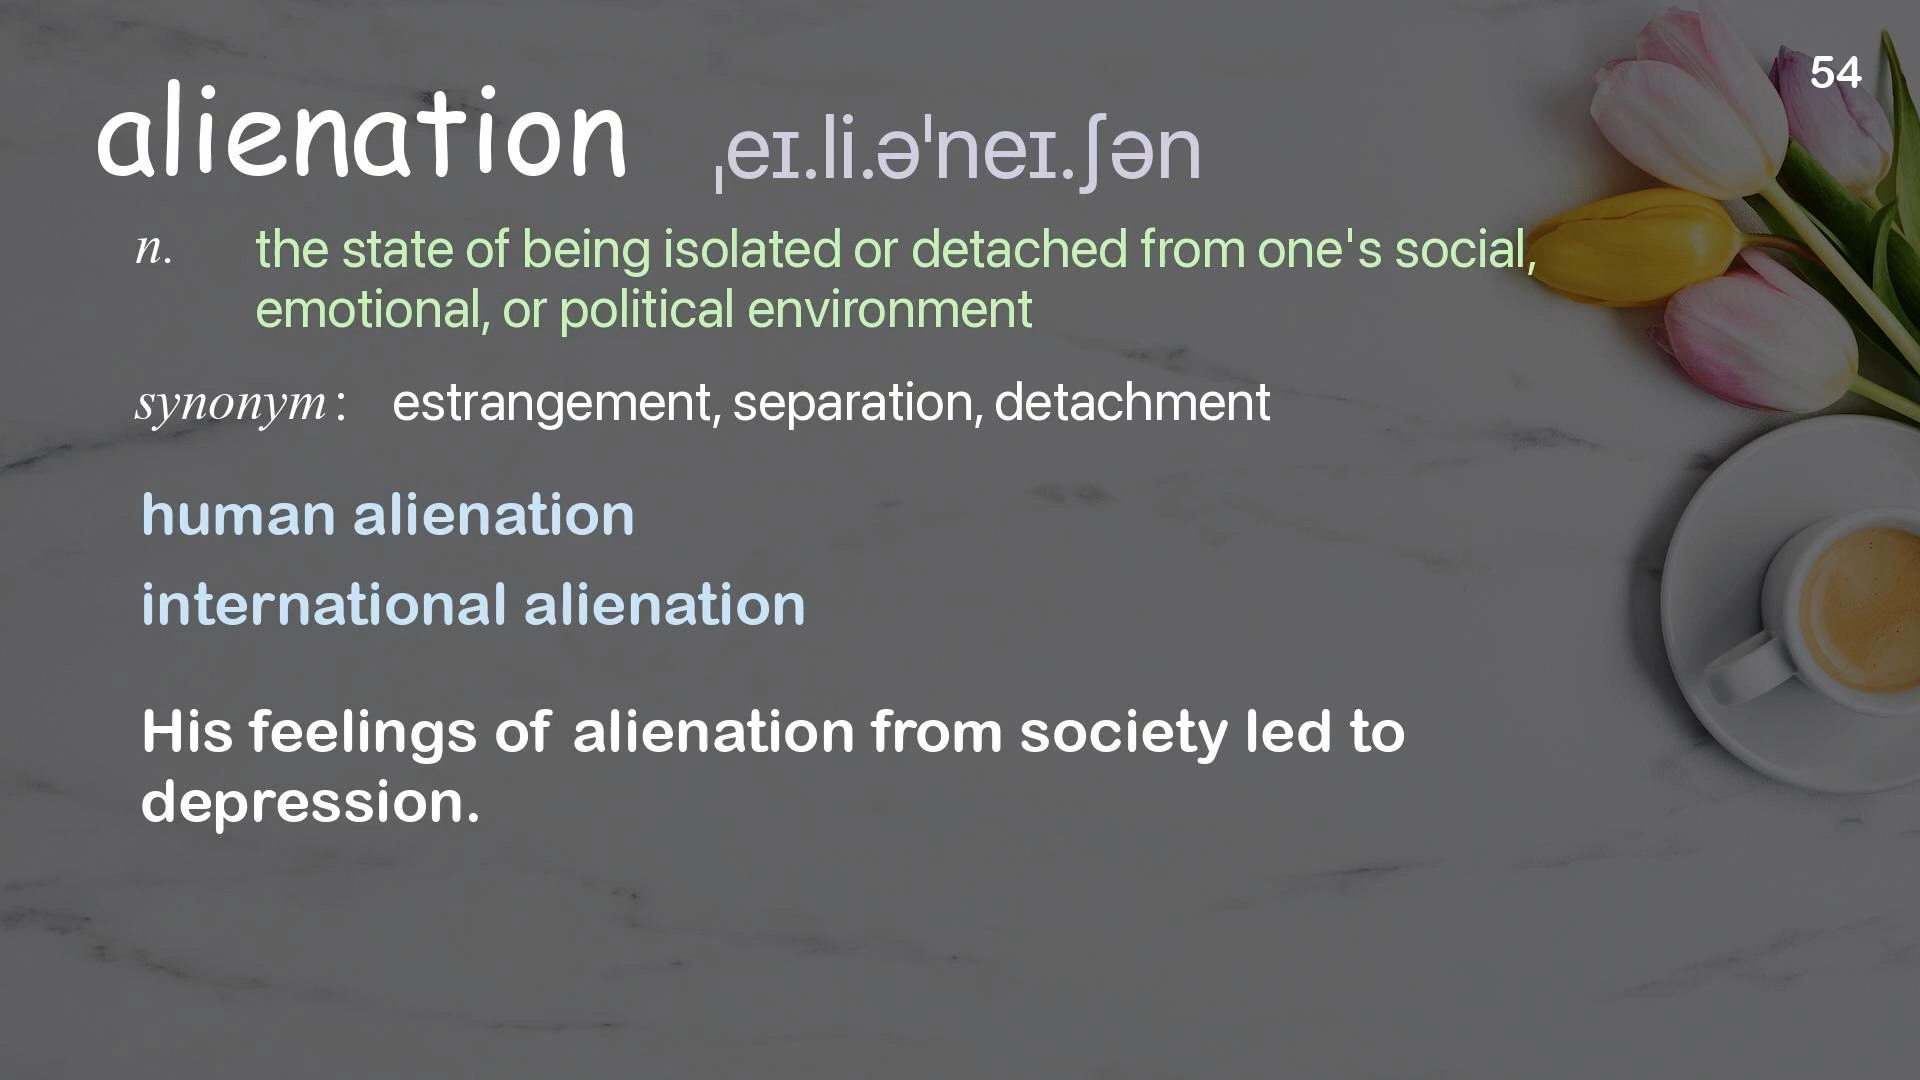 54
alienation ˌeɪ.li.əˈneɪ.ʃən
n. the state of being isolated or detached from one's social,
emotional, or political environment
synonym : estrangement, separation, detachment
human alienation
international alienation
His feelings of alienation from society led to
depression.